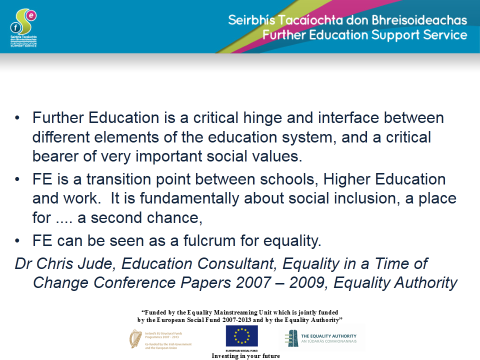 Seirbhís Tacaíochta don Bhreisoideachas
Further Education Support Service
• Further Education is a critical hinge and interface between
different elements of the education system, and a critical
bearer of very important social values.
• FE is a transition point between schools, Higher Education
and work.  It is fundamentally about social inclusion, a place
for .... a second chance,
• FE can be seen as a fulcrum for equality.
Dr Chris Jude, Education Consultant, Equality in a Time of
Change Conference Papers 2007 – 2009, Equality Authority
“Funded by the Equality Mainstreaming Unit which is jointly funded
by the European Social Fund 2007-2013 and by the Equality Authority”
THE EQUALITY AUTHORITY
EUROPEAN SOCIAL FUND
Investing in your future